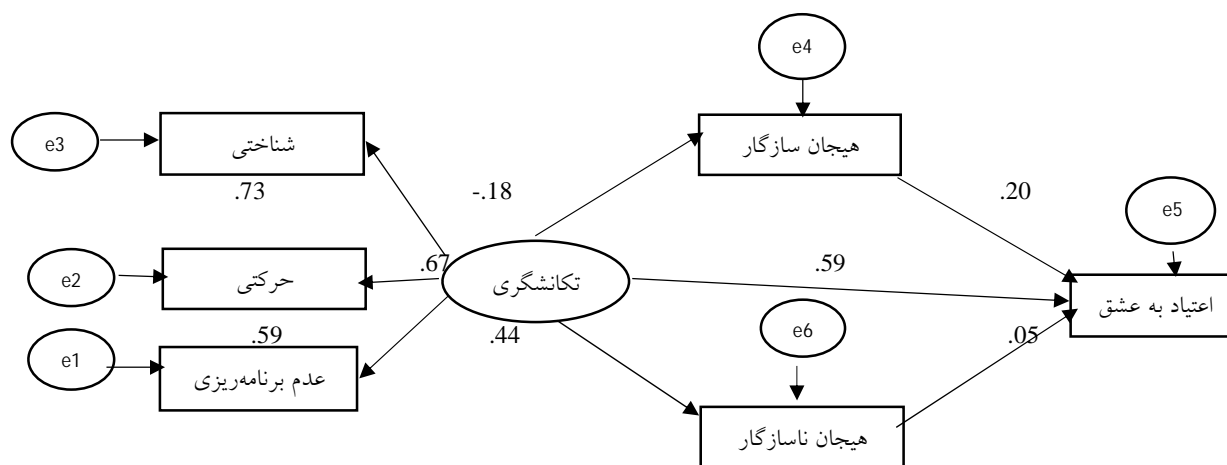 e4
e3
شناختی
هیجان سازگار
.73
-.18
.20
e5
e2
حرکتی
.67
تکانشگری
.59
اعتیاد به عشق
e1
.59
عدم برنامه‌ریزی
.44
e6
.05
هیجان ناسازگار